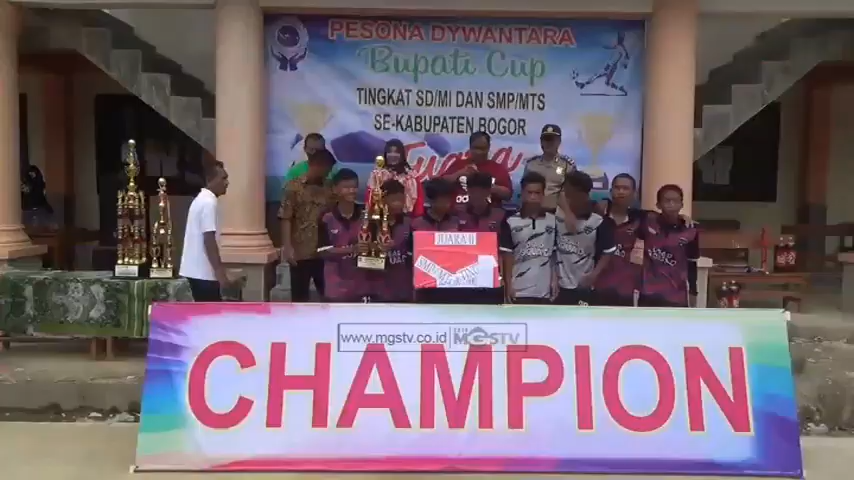 PESONA DYWANTARA
Bupati Cup
TINGKAT SD/MI DAN SMP/MTS
SE-KABUPATEN BOGOR
Juara
JUARA II
www.mgstv.co.id MGSTV
CHAMPION